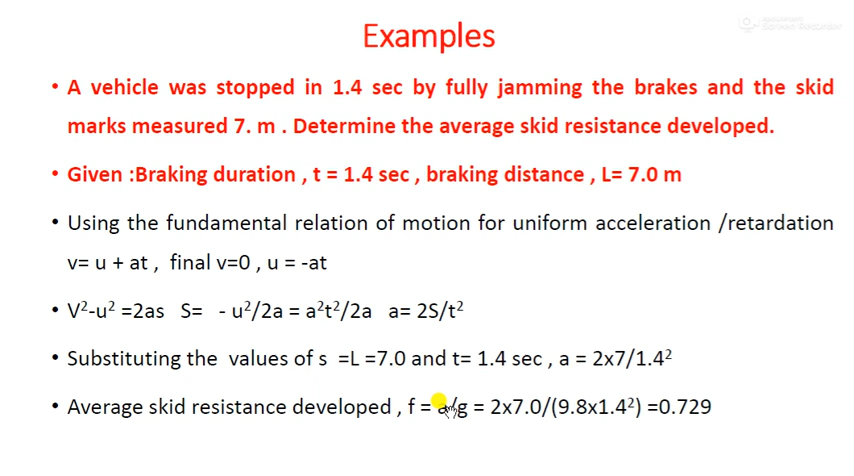 Screen Recorder
Examples
• A vehicle was stopped in 1.4 sec by fully jamming the brakes and the skid
marks measured 7. m . Determine the average skid resistance developed.
• Given :Braking duration , t = 1.4 sec , braking distance , L= 7.0 m
• Using the fundamental relation of motion for uniform acceleration /retardation
v= u + at , final v=0 , u = -at
• V²-u² =2as S= - u²/2a = a²t²/2a a= 2S/t²
• Substituting the values of s =L =7.0 and t= 1.4 sec , a = 2x7/1.4²
• Average skid resistance developed , f = a/g = 2x7.0/(9.8x1.4²) =0.729